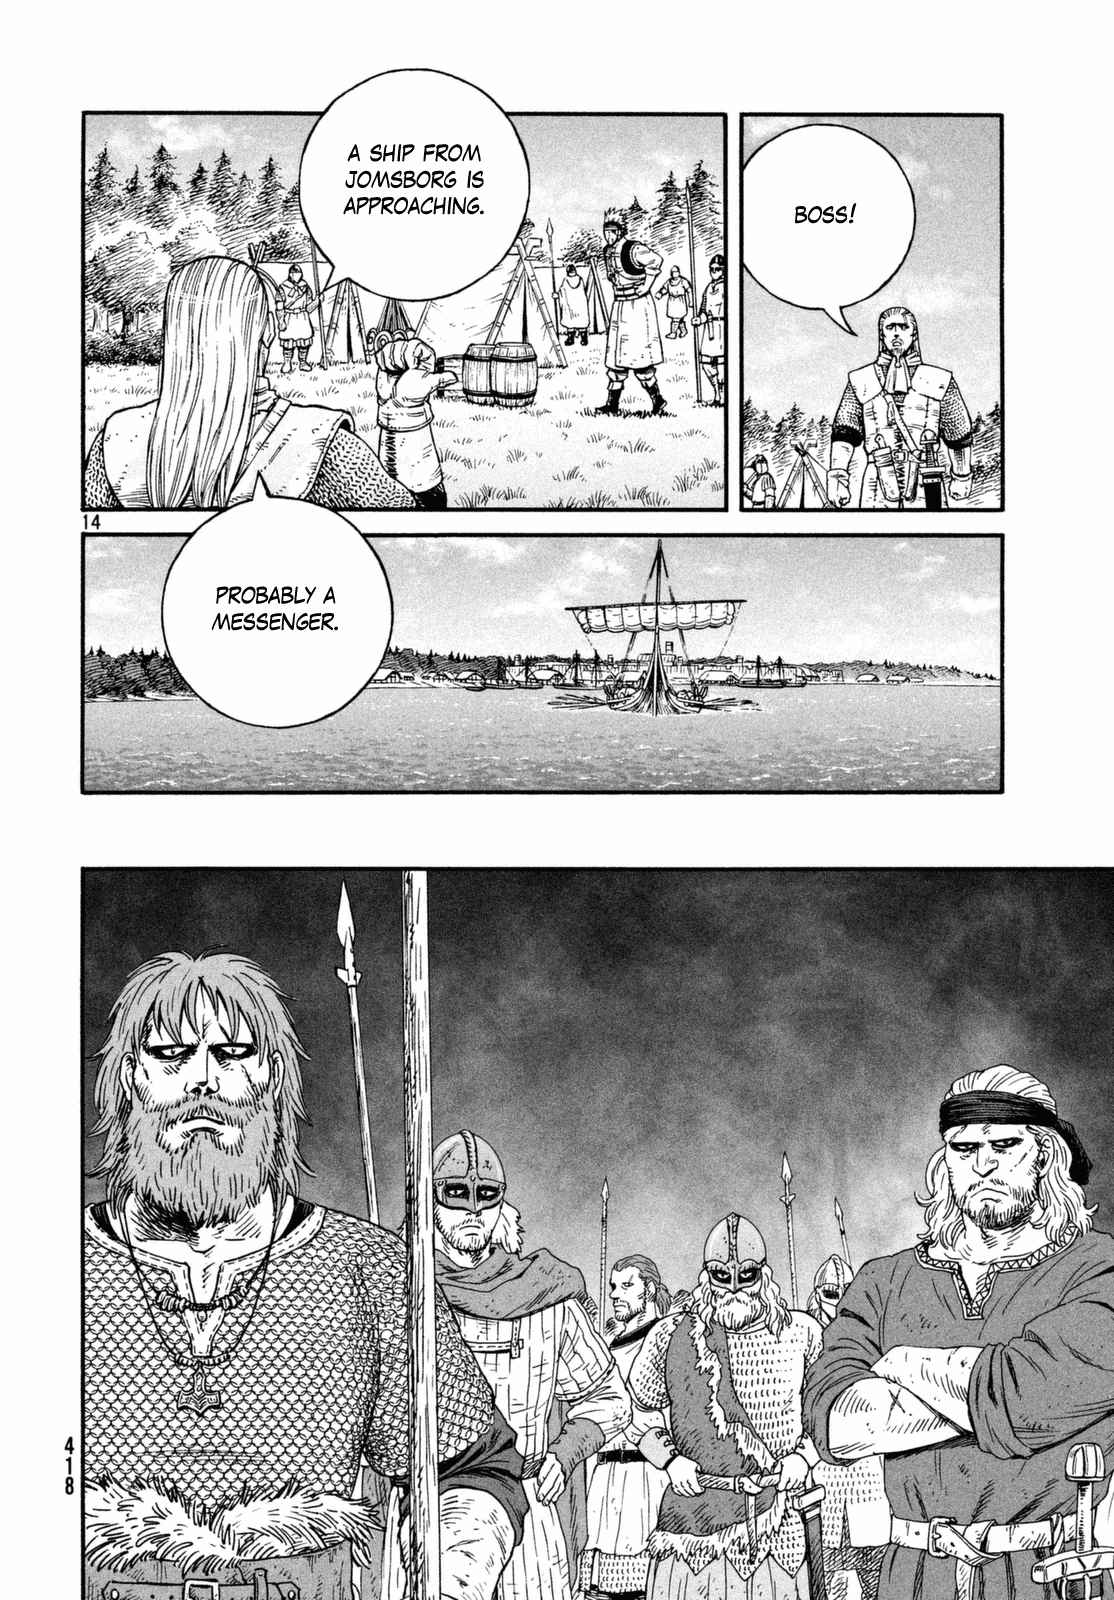 BOSS!
A SHIP FROM
JOMSBORG IS
APPROACHING.
14
PROBABLY A
MESSENGER.
418